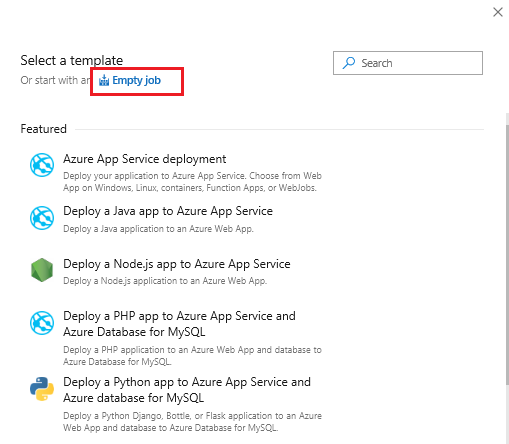 Select a template
Search
Or start with an Empty job
Featured
Azure App Service deployment
Deploy your application to Azure App Service. Choose from Web
App on Windows, Linux, containers, Function Apps, or WebJobs.
Deploy a Java app to Azure App Service
Deploy a Java application to an Azure Web App.
Deploy a Node.js app to Azure App Service
Deploy a Node.js application to an Azure Web App.
Deploy a PHP app to Azure App Service and
Azure Database for MySQL
Deploy a PHP application to an Azure Web App and database to
Azure Database for MySQL.
Deploy a Python app to Azure App Service and
Azure database for MySQL
Deploy a Python Django, Bottle, or Flask application to an Azure
Web App and database to Azure Database for MySQL.